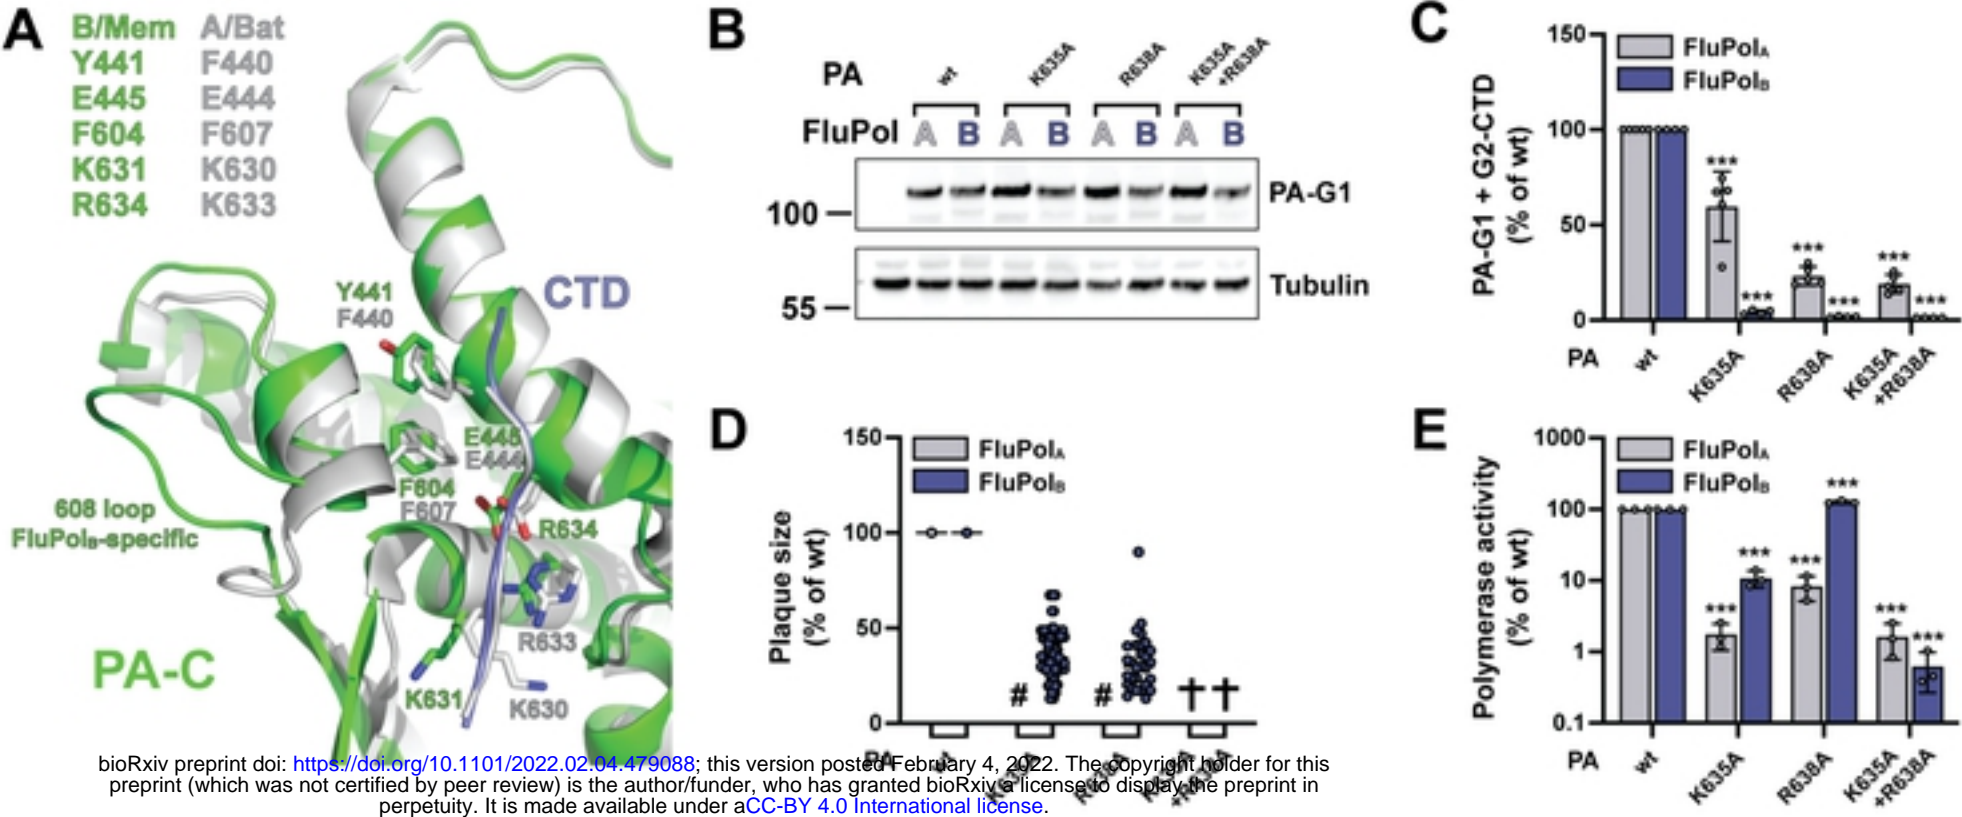 A
B/Mem A/Bat
Y441 F440
E445 E444
F604 F607
K631 K630
R634 K633
CTD
Y441
F440
E445
E444
F604
F607
608 loop
FluPolB-specific
R634
R633
K631
K630
PA-C
B
PA wt K635A R638A K635A +R638A
FluPol A B A B A B A B
PA-G1
100
Tubulin
55
C
PA-G1 + G2-CTD
(% of wt)
150
100
50
0
FluPolA
FluPolB
***
***
***
***
***
***
PA wt K635A R638A K635A +R638A
D
Plaque size
(% of wt)
150
100
50
0
FluPolA
FluPolB
# # † †
PA wt K635A R638A K635A +R638A
E
Polymerase activity
(% of wt)
1000
100
10
1
0.1
FluPolA
FluPolB
***
***
***
***
***
***
PA wt K635A R638A K635A +R638A
bioRxiv preprint doi: https://doi.org/10.1101/2022.02.04.479088; this version posted February 4, 2022. The copyright holder for this
preprint (which was not certified by peer review) is the author/funder, who has granted bioRxiv a license to display the preprint in
perpetuity. It is made available under aCC-BY 4.0 International license.